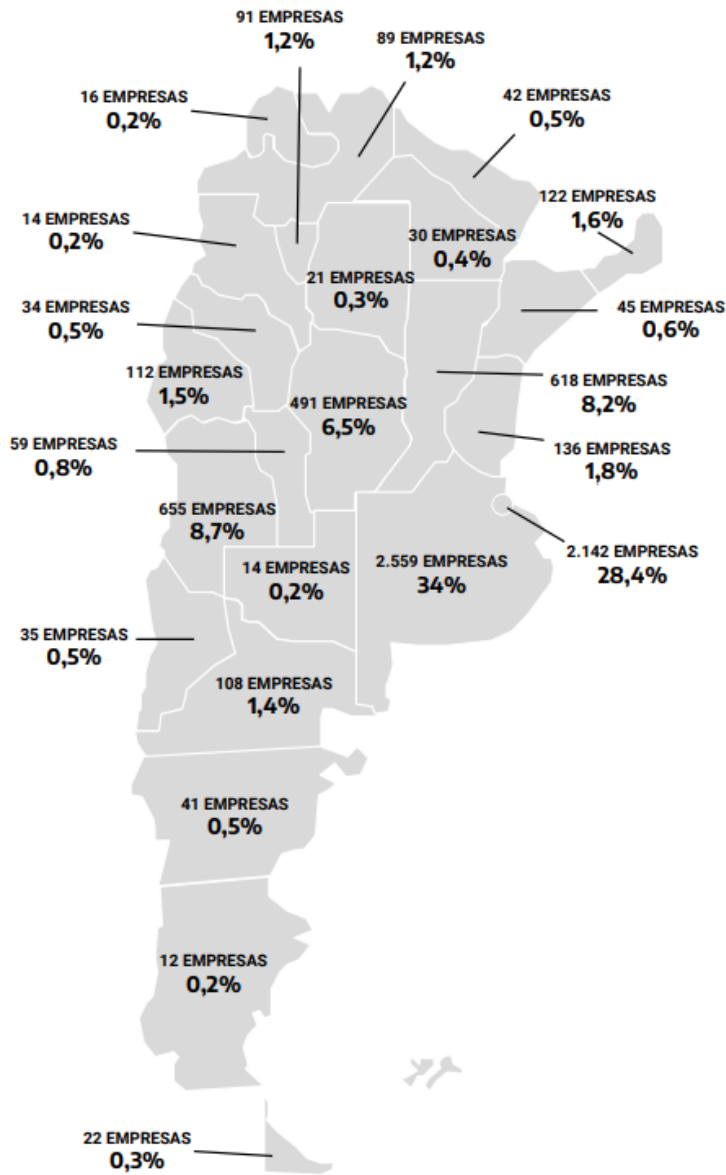 91 EMPRESAS
1,2%
89 EMPRESAS
1,2%
16 EMPRESAS
0,2%
42 EMPRESAS
0,5%
122 EMPRESAS
1,6%
14 EMPRESAS
0,2%
30 EMPRESAS
0,4%
21 EMPRESAS
0,3%
34 EMPRESAS
0,5%
45 EMPRESAS
0,6%
112 EMPRESAS
1,5%
618 EMPRESAS
8,2%
491 EMPRESAS
6,5%
59 EMPRESAS
0,8%
136 EMPRESAS
1,8%
655 EMPRESAS
8,7%
2.142 EMPRESAS
28,4%
2.559 EMPRESAS
34%
14 EMPRESAS
0,2%
35 EMPRESAS
0,5%
108 EMPRESAS
1,4%
41 EMPRESAS
0,5%
12 EMPRESAS
0,2%
22 EMPRESAS
0,3%